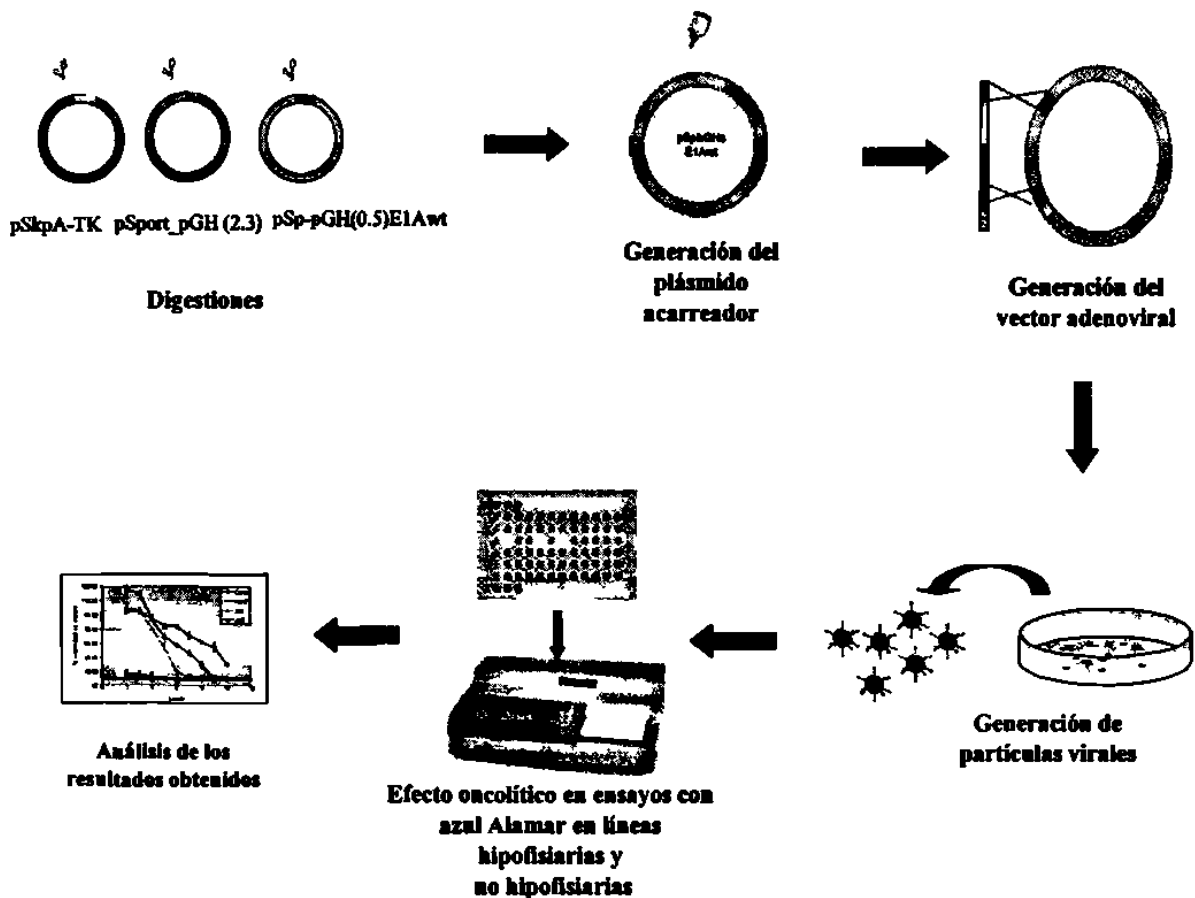 pSkpA-TK pSport_pGH (2.3) pSp-pGH(0.5)E1Awt
Digestiones
E1Awt
Generación del
plásmido
acarreador
Generación del
vector adenoviral
Generación de
partículas virales
Efecto oncolítico en ensayos con
azul Alamar en líneas
hipofisiarias y
no hipofisiarias
Análisis de los
resultados obtenidos